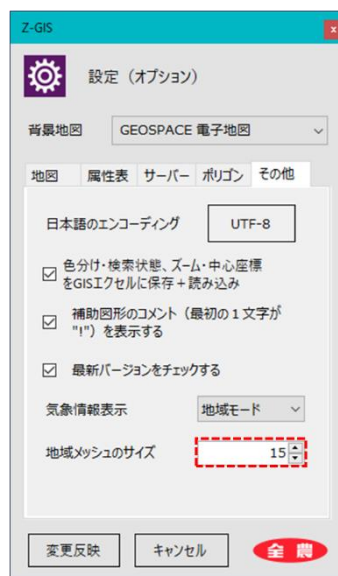 Z-GIS
x
設定（オプション）
背景地図 GEOSPACE 電子地図
地図 属性表 サーバー ポリゴン その他
日本語のエンコーディング UTF-8
色分け・検索状態、ズーム・中心座標
をGISエクセルに保存＋読み込み
補助図形のコメント（最初の１文字が
"!"）を表示する
最新バージョンをチェックする
気象情報表示 地域モード
地域メッシュのサイズ 15
変更反映 キャンセル 全農